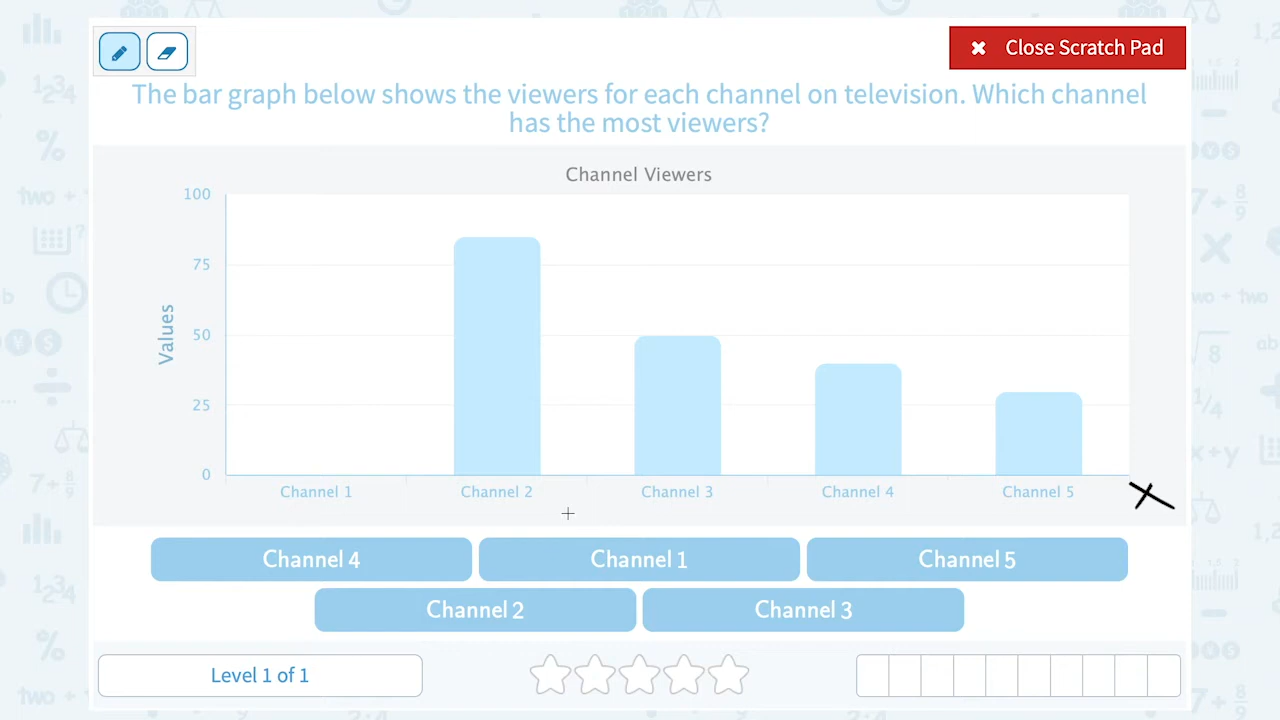 Close Scratch Pad
The bar graph below shows the viewers for each channel on television. Which channel
has the most viewers?
Channel Viewers
100
75
50
25
0
Values
Channel 1 Channel 2 Channel 3 Channel 4 Channel 5
X
Channel 4 Channel 1 Channel 5
Channel 2 Channel 3
Level 1 of 1